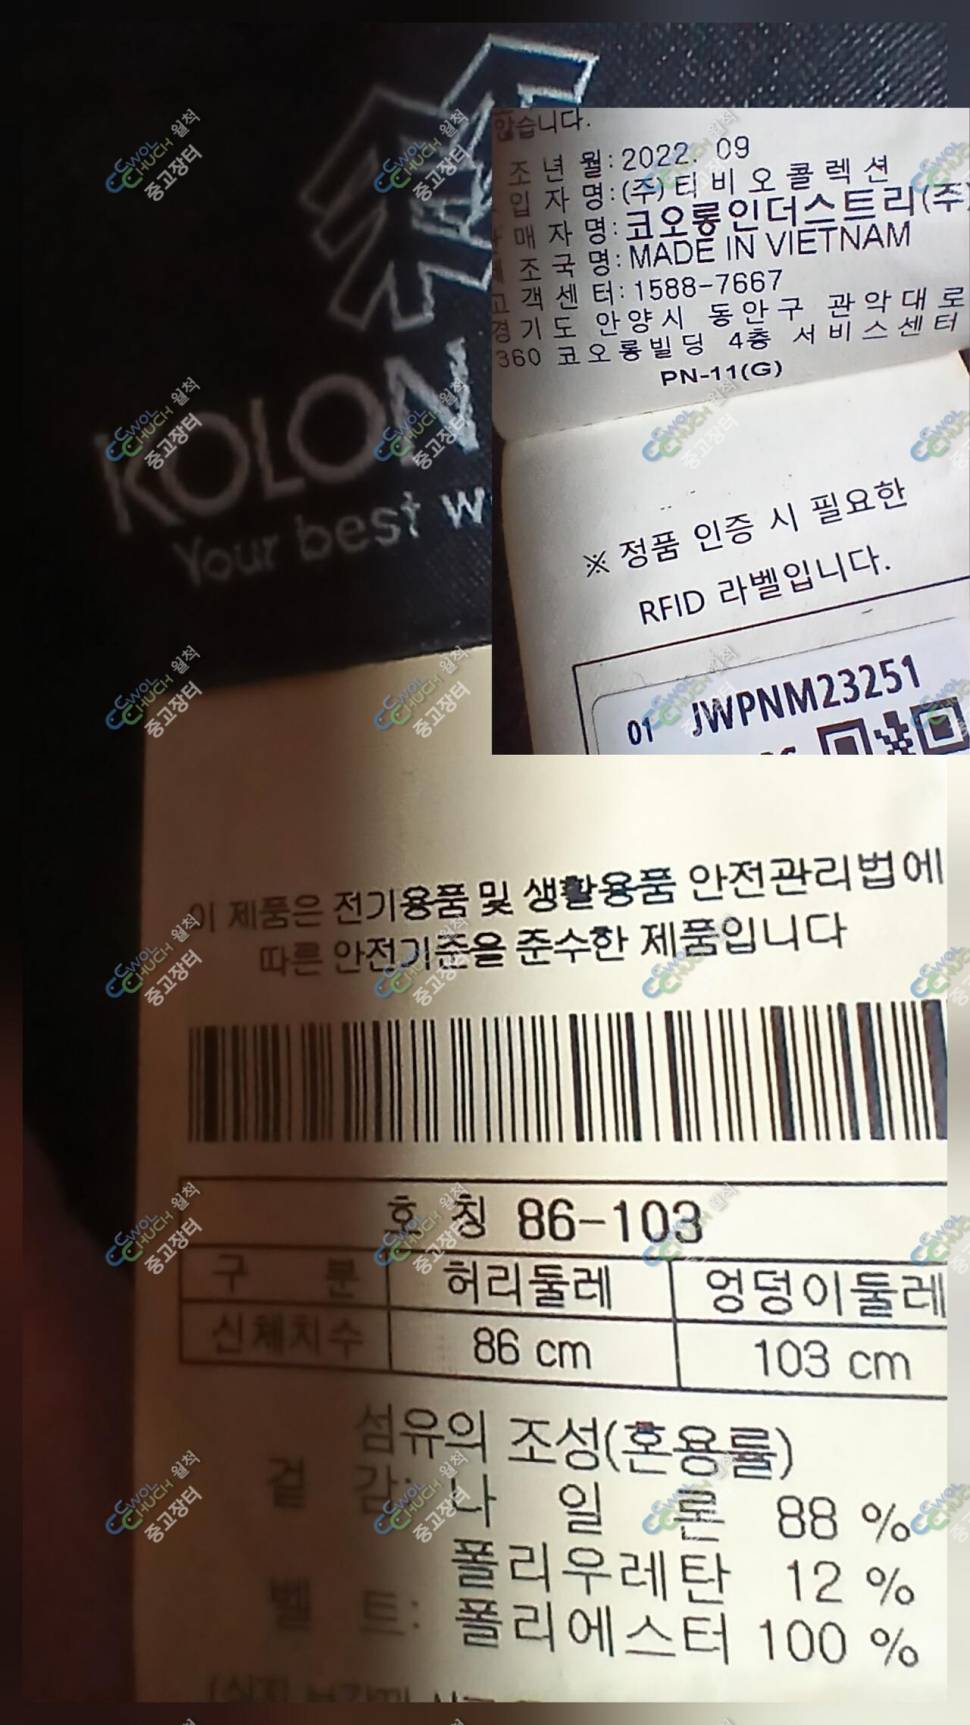 KOLON
Your best
않습니다.
조 년 월:2022. 09
입 자 명:(주)티 비 오 콜 렉 션
매 자 명:코오롱인더스트리(주)
조 국 명:MADE IN VIETNAM
고 객 센 터:1588-7667
경 기 도 안 양 시 동 안 구 관 악 대 로
360 코오롱빌딩 4층 서비스센터
PN-11(G)
※ 정품 인증 시 필요한
RFID 라벨입니다.
01 JWPNM23251
이 제품은 전기용품 및 생활용품 안전관리법에
따른 안전기준을 준수한 제품입니다
호 칭 86-103
구 분 허리둘레 엉덩이둘레
신체치수 86 cm 103 cm
섬유의 조성(혼용률)
겉 감: 나 일 론 88 %
폴리우레탄 12 %
벨 트: 폴리에스터 100 %
CWOL CHUCH 월척 중고장터